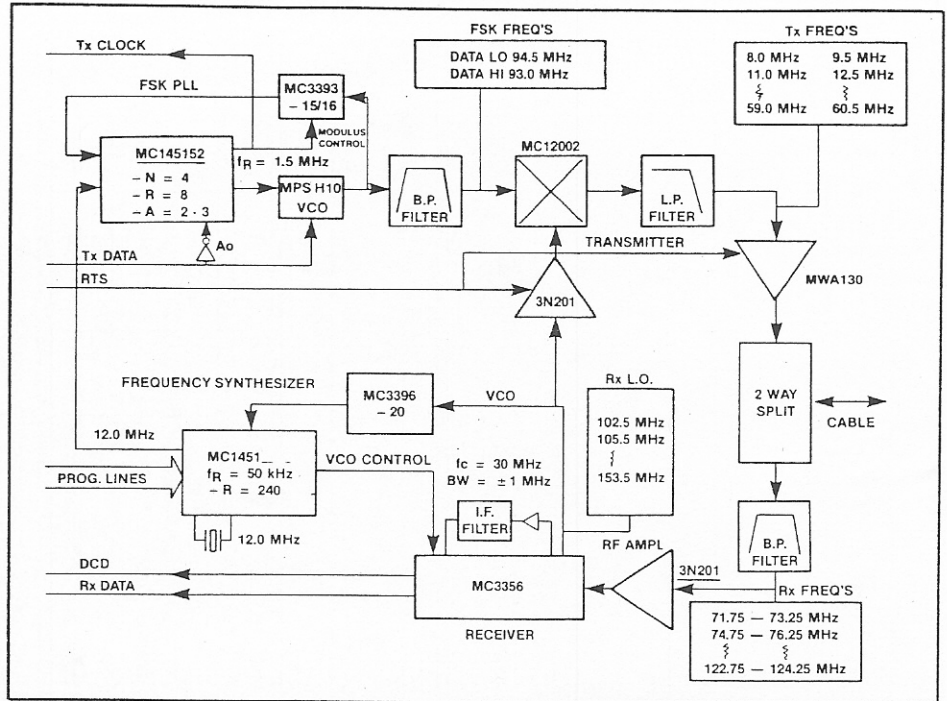 FSK FREQ'S
DATA LO 94.5 MHz
DATA HI 93.0 MHz
Tx FREQ'S
8.0 MHz 9.5 MHz
11.0 MHz 12.5 MHz
59.0 MHz 60.5 MHz
Tx CLOCK
FSK PLL
MC3393
– 15/16
MODULUS
CONTROL
MC145152
– N = 4
– R = 8
– A = 2 · 3
fR = 1.5 MHz
MPS H10
VCO
B.P.
FILTER
MC12002
L.P.
FILTER
Ao
Tx DATA
RTS
TRANSMITTER
MWA130
3N201
FREQUENCY SYNTHESIZER
MC3396
– 20
VCO
Rx L.O.
102.5 MHz
105.5 MHz
153.5 MHz
2 WAY
SPLIT
CABLE
12.0 MHz
PROG. LINES
MC1451
fR = 50 kHz
– R = 240
VCO CONTROL
12.0 MHz
fc = 30 MHz
BW = ± 1 MHz
I.F.
FILTER
RF AMPL
3N201
B.P.
FILTER
DCD
Rx DATA
MC3356
RECEIVER
Rx FREQ'S
71.75 — 73.25 MHz
74.75 — 76.25 MHz
122.75 — 124.25 MHz